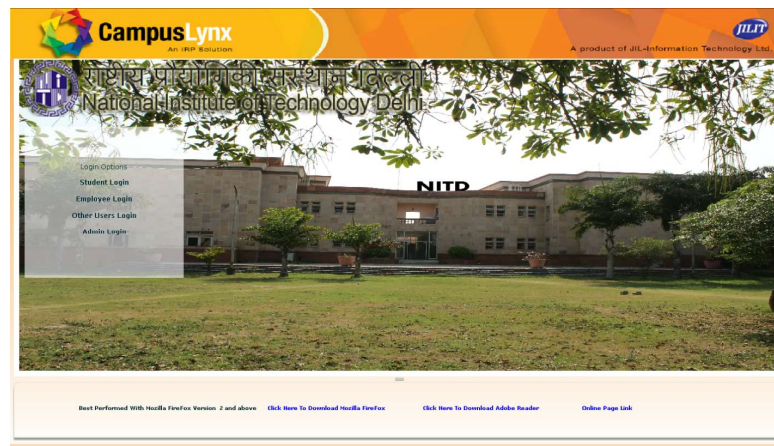 CampusLynx
An IRP Solution
JILIT
A product of JIL-Information Technology Ltd.
राष्ट्रीय प्रौद्योगिकी संस्थान दिल्ली
National Institute of Technology Delhi
NITD
Login Options
Student Login
Employee Login
Other Users Login
Admin Login
Best Performed With Mozilla FireFox Version 2 and above Click Here To Download Mozilla FireFox Click Here To Download Adobe Reader Online Page Link